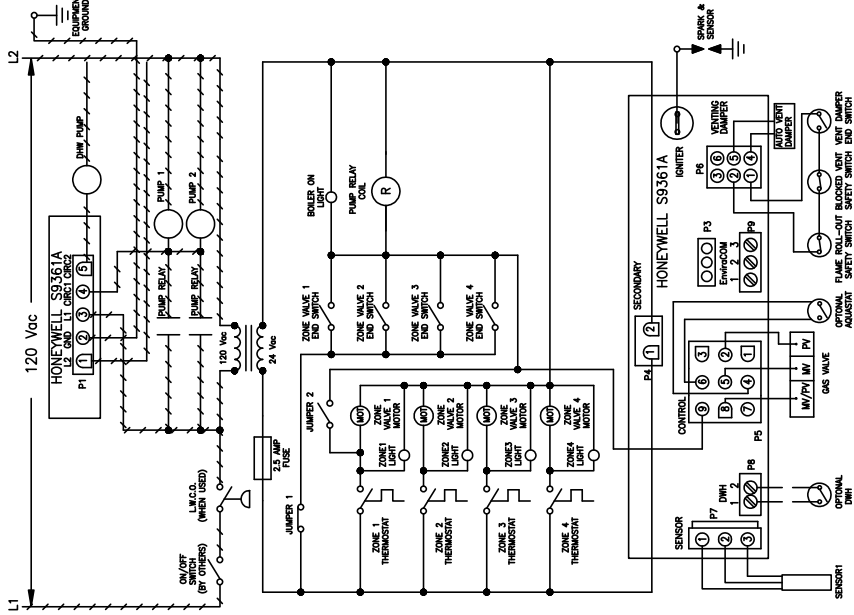 L1
120 Vac
L2
HONEYWELL S9361A
L2
GND
L1
CIRC1
CIRC2
P1
1
2
3
4
5
EQUIPMENT
GROUND
DHW PUMP
PUMP 1
PUMP 2
PUMP RELAY
PUMP RELAY
ON/OFF
SWITCH
(BY OTHERS)
L.W.C.O.
(WHEN USED)
120 Vac
24 Vac
2.5 AMP
FUSE
JUMPER 1
JUMPER 2
BOILER ON
LIGHT
PUMP RELAY
COIL
R
ZONE VALVE 1
END SWITCH
ZONE VALVE 2
END SWITCH
ZONE VALVE 3
END SWITCH
ZONE VALVE 4
END SWITCH
ZONE 1
THERMOSTAT
ZONE1
LIGHT
MOT
ZONE
VALVE 1
MOTOR
ZONE 2
THERMOSTAT
ZONE2
LIGHT
MOT
ZONE
VALVE 2
MOTOR
ZONE 3
THERMOSTAT
ZONE3
LIGHT
MOT
ZONE
VALVE 3
MOTOR
ZONE 4
THERMOSTAT
ZONE4
LIGHT
MOT
ZONE
VALVE 4
MOTOR
SECONDARY
P4
1
2
HONEYWELL S9361A
IGNITER
SPARK &
SENSOR
SENSOR
P7
1
2
3
SENSOR1
DWH
P8
1
2
OPTIONAL
DWH
CONTROL
P5
9
6
3
8
5
2
7
4
1
MV/PV
MV
PV
GAS VALVE
OPTIONAL
AQUASTAT
P3
EnviraCOM
P9
1
2
3
P6
VENTING
DAMPER
3
6
2
5
1
4
AUTO VENT
DAMPER
FLAME ROLL-OUT
SAFETY SWITCH
BLOCKED VENT
SAFETY SWITCH
VENT DAMPER
END SWITCH